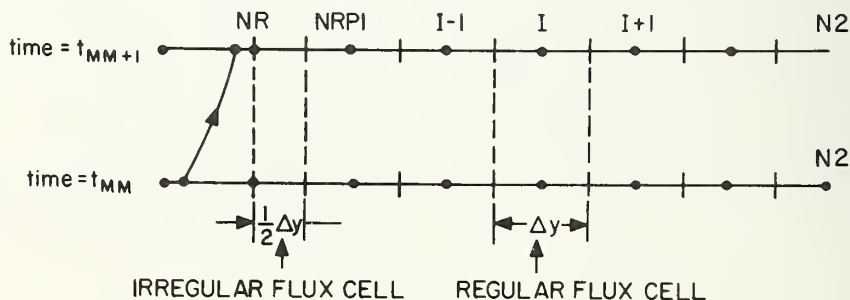 NR NRPI I-1 I I+1 N2
time = t_MM+1
N2
time = t_MM
1/2 Δy Δy
IRREGULAR FLUX CELL REGULAR FLUX CELL